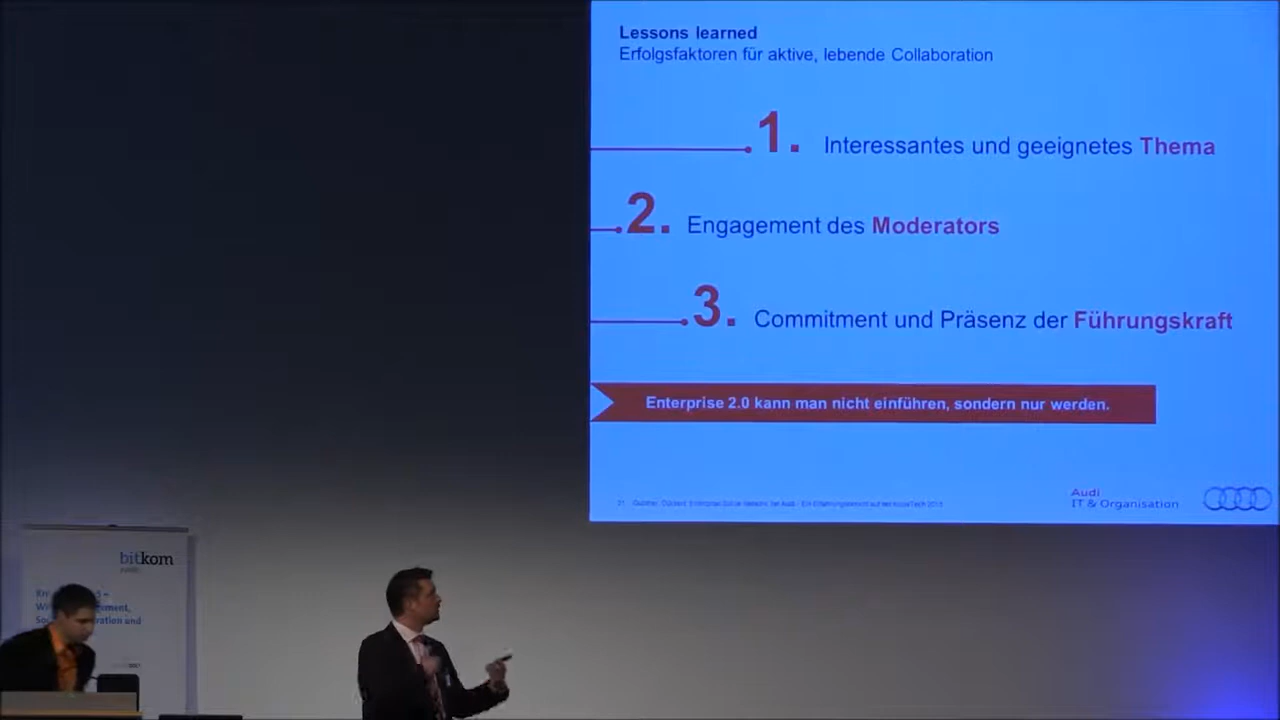 Lessons learned
Erfolgsfaktoren für aktive, lebende Collaboration
1. Interessantes und geeignetes Thema
2. Engagement des Moderators
3. Commitment und Präsenz der Führungskraft
Enterprise 2.0 kann man nicht einführen, sondern nur werden.
Audi
IT & Organisation
bitkom